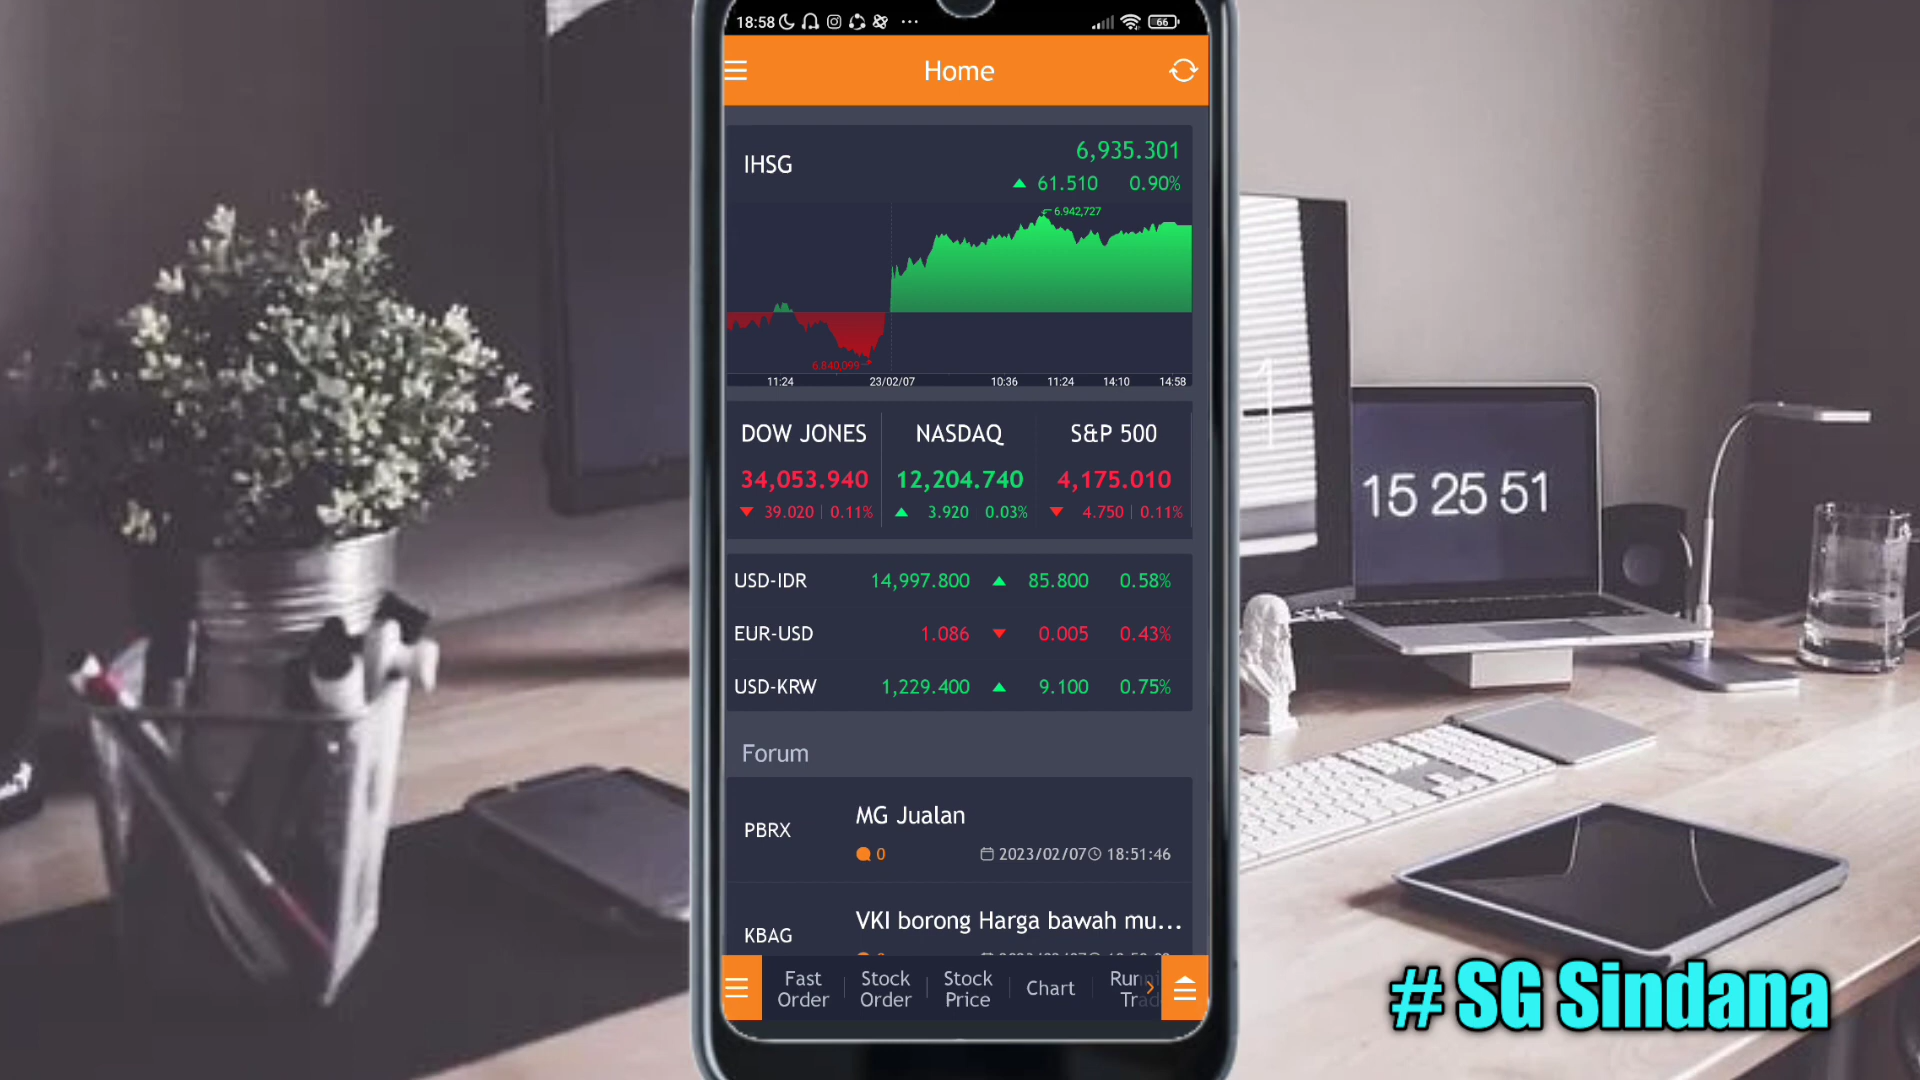 18:58
66
Home
IHSG
6,935.301
61.510 0.90%
6.942,727
6.840,099
11:24 23/02/07 10:36 11:24 14:10 14:58
DOW JONES NASDAQ S&P 500
34,053.940 12,204.740 4,175.010
39.020 0.11% 3.920 0.03% 4.750 0.11%
USD-IDR 14,997.800 85.800 0.58%
EUR-USD 1.086 0.005 0.43%
USD-KRW 1,229.400 9.100 0.75%
Forum
PBRX
MG Jualan
0 2023/02/07 18:51:46
KBAG
VKI borong Harga bawah mu...
Fast Order
Stock Order
Stock Price
Chart
15 25 51
# SG Sindana